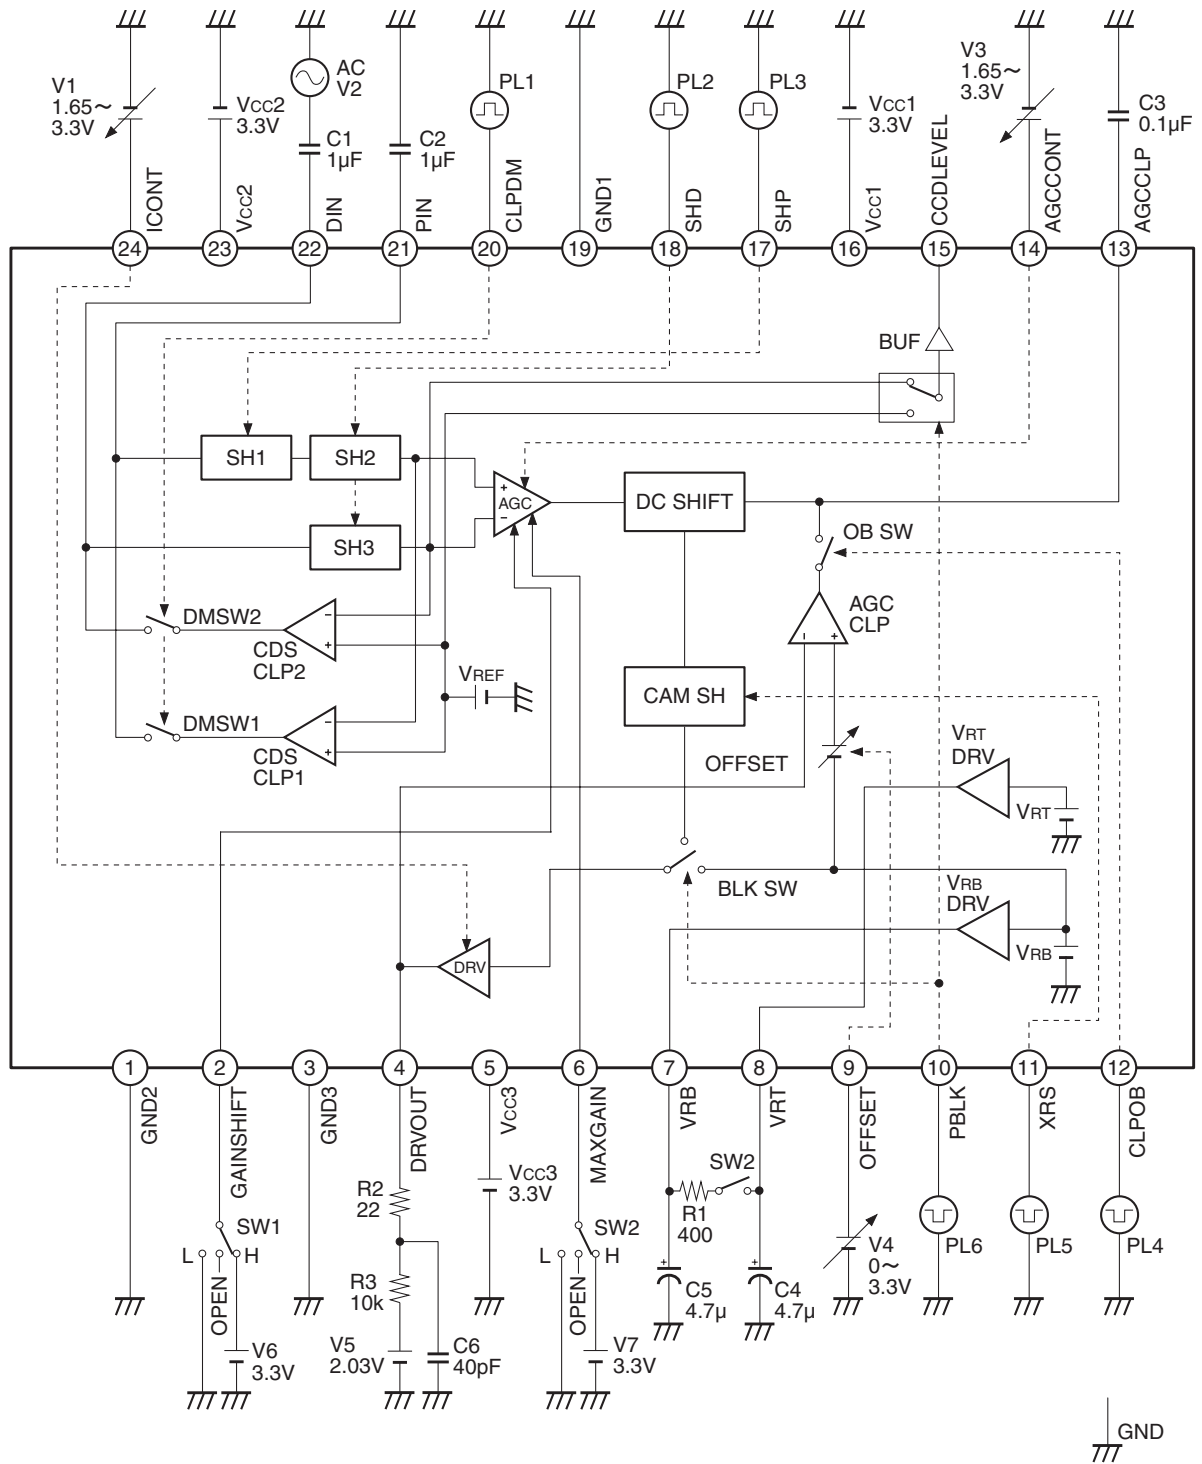 V1
1.65～
3.3V
VCC2
3.3V
AC
V2
C1
1µF
C2
1µF
PL1
PL2
PL3
VCC1
3.3V
V3
1.65～
3.3V
C3
0.1µF
ICONT
VCC2
DIN
PIN
CLPDM
GND1
SHD
SHP
VCC1
CCDLEVEL
AGCCONT
AGCCLP
24
23
22
21
20
19
18
17
16
15
14
13
BUF
SH1
SH2
SH3
+
AGC
−
DC SHIFT
OB SW
AGC
CLP
−
+
DMSW2
CDS
CLP2
−
+
VREF
DMSW1
CDS
CLP1
−
+
CAM SH
OFFSET
VRT
DRV
VRT
BLK SW
VRB
DRV
VRB
DRV
1
2
3
4
5
6
7
8
9
10
11
12
GND2
GAINSHIFT
GND3
DRVOUT
VCC3
MAXGAIN
VRB
VRT
OFFSET
PBLK
XRS
CLPOB
SW1
L
H
OPEN
V6
3.3V
R2
22
R3
10k
V5
2.03V
C6
40pF
VCC3
3.3V
SW2
L
H
OPEN
V7
3.3V
SW2
R1
400
+
C5
4.7µ
+
C4
4.7µ
V4
0～
3.3V
PL6
PL5
PL4
GND